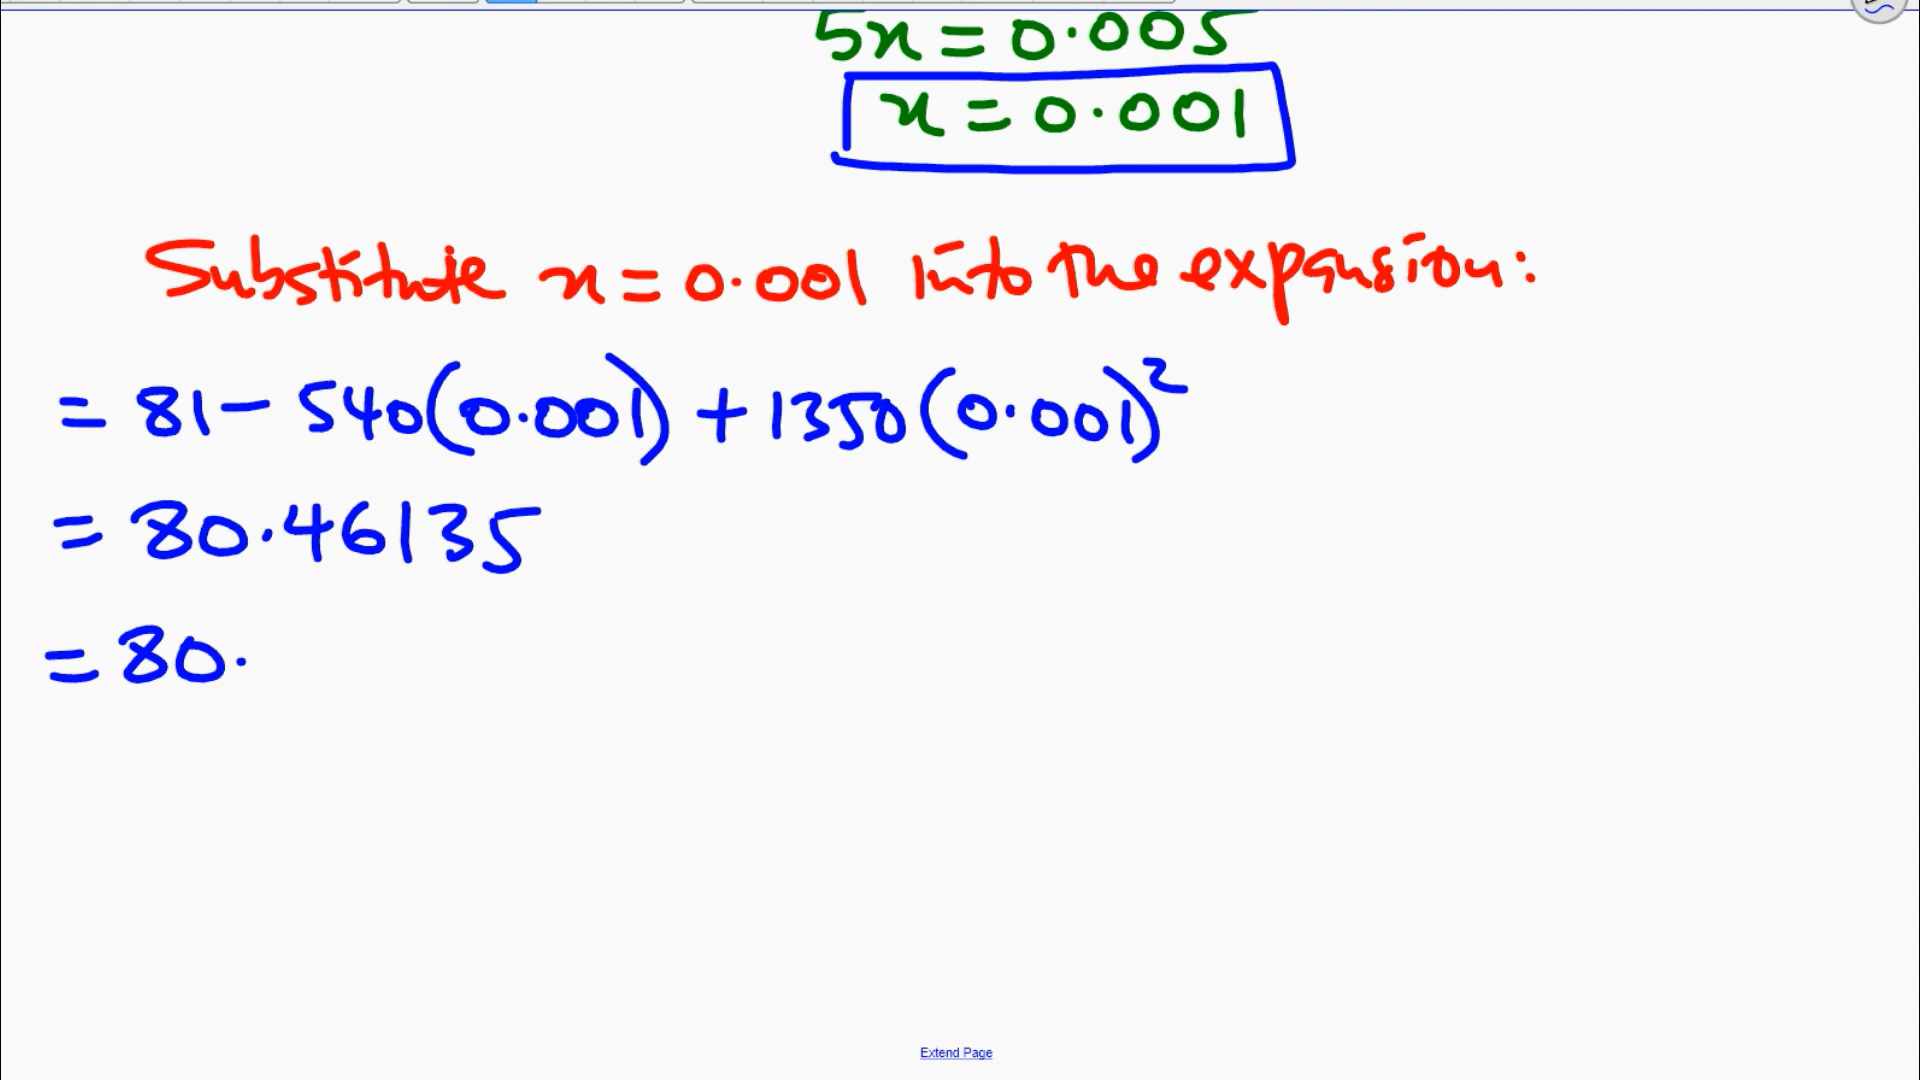 5x = 0.005
x = 0.001
Substitute x = 0.001 into the expansion:
= 81 - 540(0.001) + 1350(0.001)²
= 80.46135
= 80.
Extend Page